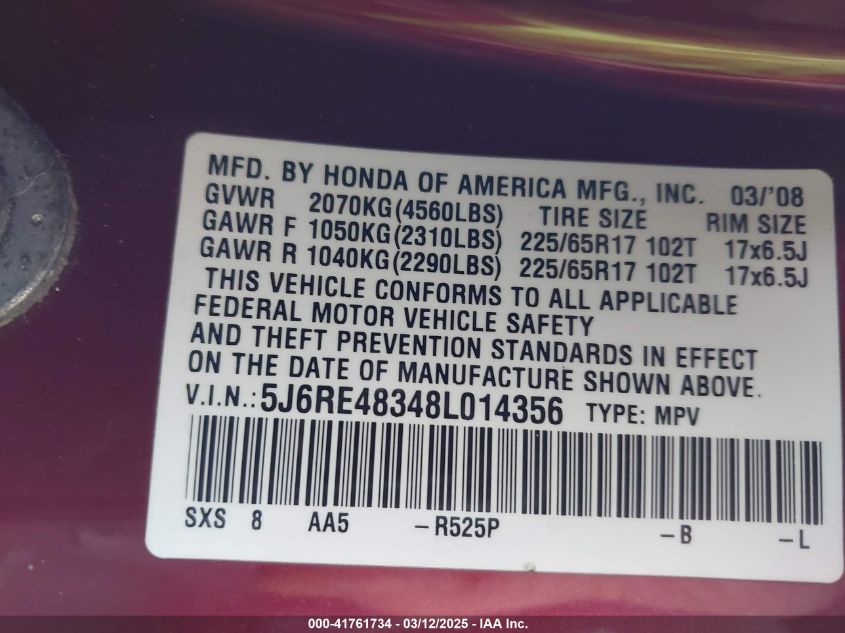 MFD. BY HONDA OF AMERICA MFG., INC. 03/'08
GVWR 2070KG(4560LBS) TIRE SIZE RIM SIZE
GAWR F 1050KG(2310LBS) 225/65R17 102T 17x6.5J
GAWR R 1040KG(2290LBS) 225/65R17 102T 17x6.5J
THIS VEHICLE CONFORMS TO ALL APPLICABLE
FEDERAL MOTOR VEHICLE SAFETY
AND THEFT PREVENTION STANDARDS IN EFFECT
ON THE DATE OF MANUFACTURE SHOWN ABOVE.
V.I.N.: 5J6RE48348L014356 TYPE: MPV
SXS 8 AA5 –R525P –B –L
000-41761734 - 03/12/2025 - IAA Inc.